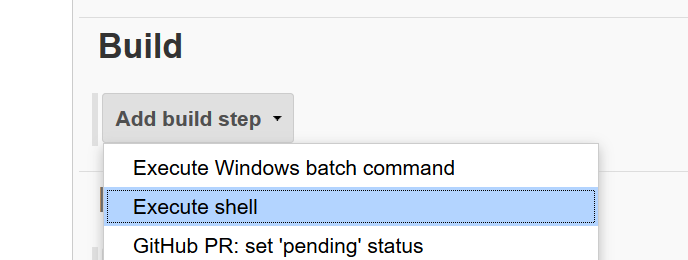 Build
Add build step
Execute Windows batch command
Execute shell
GitHub PR: set 'pending' status